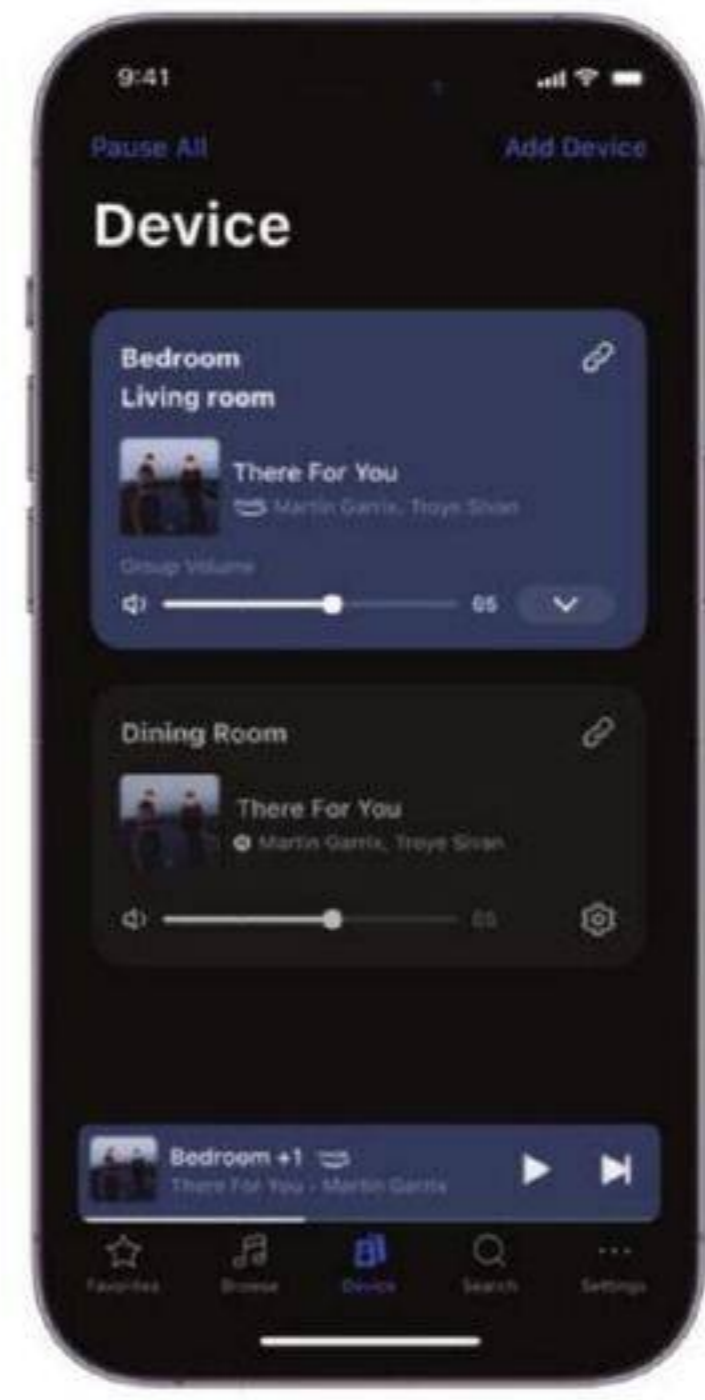 9:41
Pause All
Add Device
Device
Bedroom
Living room
There For You
Martin Garrix, Troye Sivan
Group Volume
65
Dining Room
There For You
Martin Garrix, Troye Sivan
Bedroom +1
There For You - Martin Garrix
Favorites
Browse
Device
Search
Settings